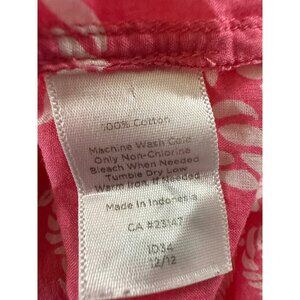 100% Cotton
Machine Wash Cold
Only Non-Chlorine
Bleach When Needed
Tumble Dry Low
Warm Iron, If Needed
Made in Indonesia
CA #23147
ID34
12/12